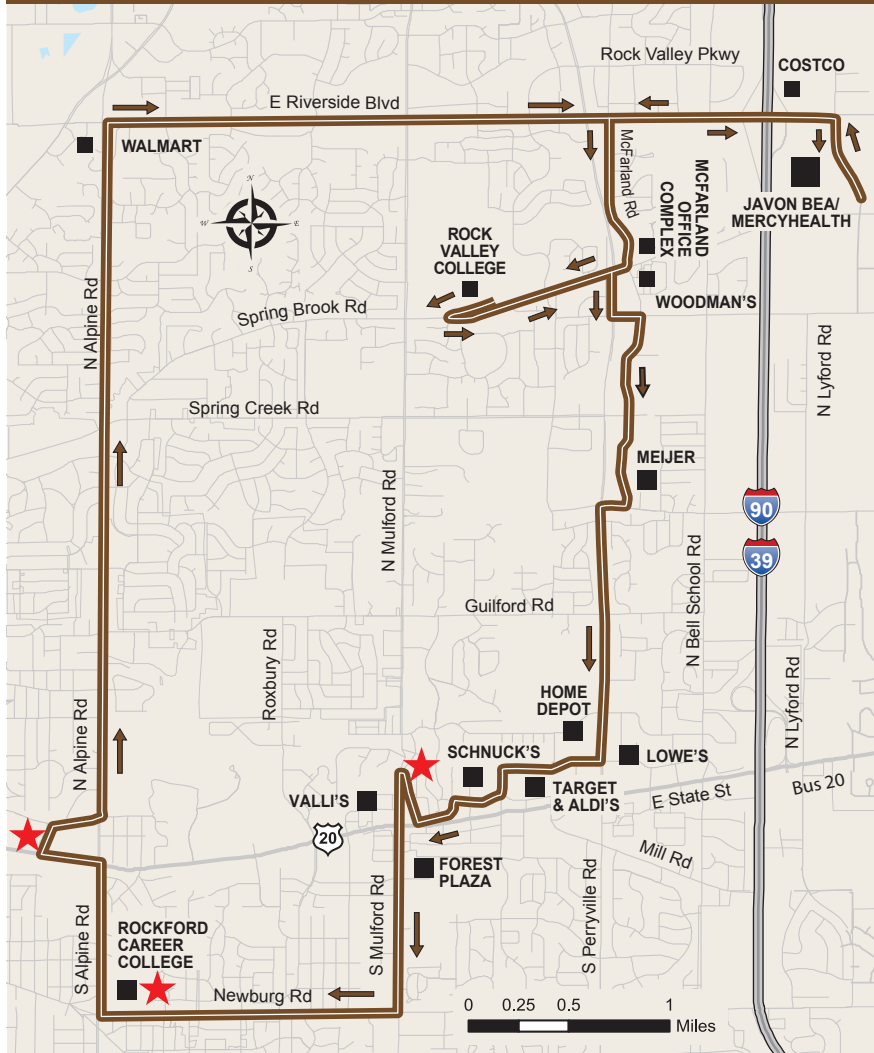 Rock Valley Pkwy
COSTCO
E Riverside Blvd
WALMART
McFarland Rd
MCFARLAND
OFFICE
COMPLEX
JAVON BEA/
MERCYHEALTH
N
W
E
S
ROCK
VALLEY
COLLEGE
WOODMAN'S
N Alpine Rd
Spring Brook Rd
N Lyford Rd
Spring Creek Rd
MEIJER
N Mulford Rd
90
39
N Bell School Rd
Guilford Rd
Roxbury Rd
N Lyford Rd
N Alpine Rd
HOME
DEPOT
SCHNUCK'S
LOWE'S
VALLI'S
TARGET
& ALDI'S
E State St
Bus 20
20
Mill Rd
FOREST
PLAZA
S Mulford Rd
S Perryville Rd
S Alpine Rd
ROCKFORD
CAREER
COLLEGE
Newburg Rd
0 0.25 0.5 1
Miles